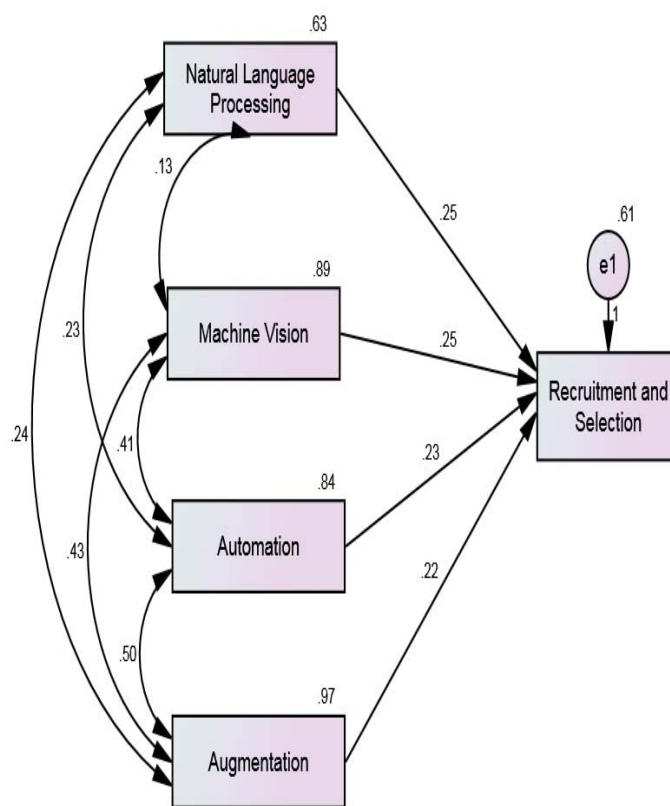 .63
Natural Language
Processing
.13
.25
.61
e1
.89
1
Machine Vision
.25
.23
Recruitment and
Selection
.24
.41
.84
.23
Automation
.43
.22
.50
.97
Augmentation